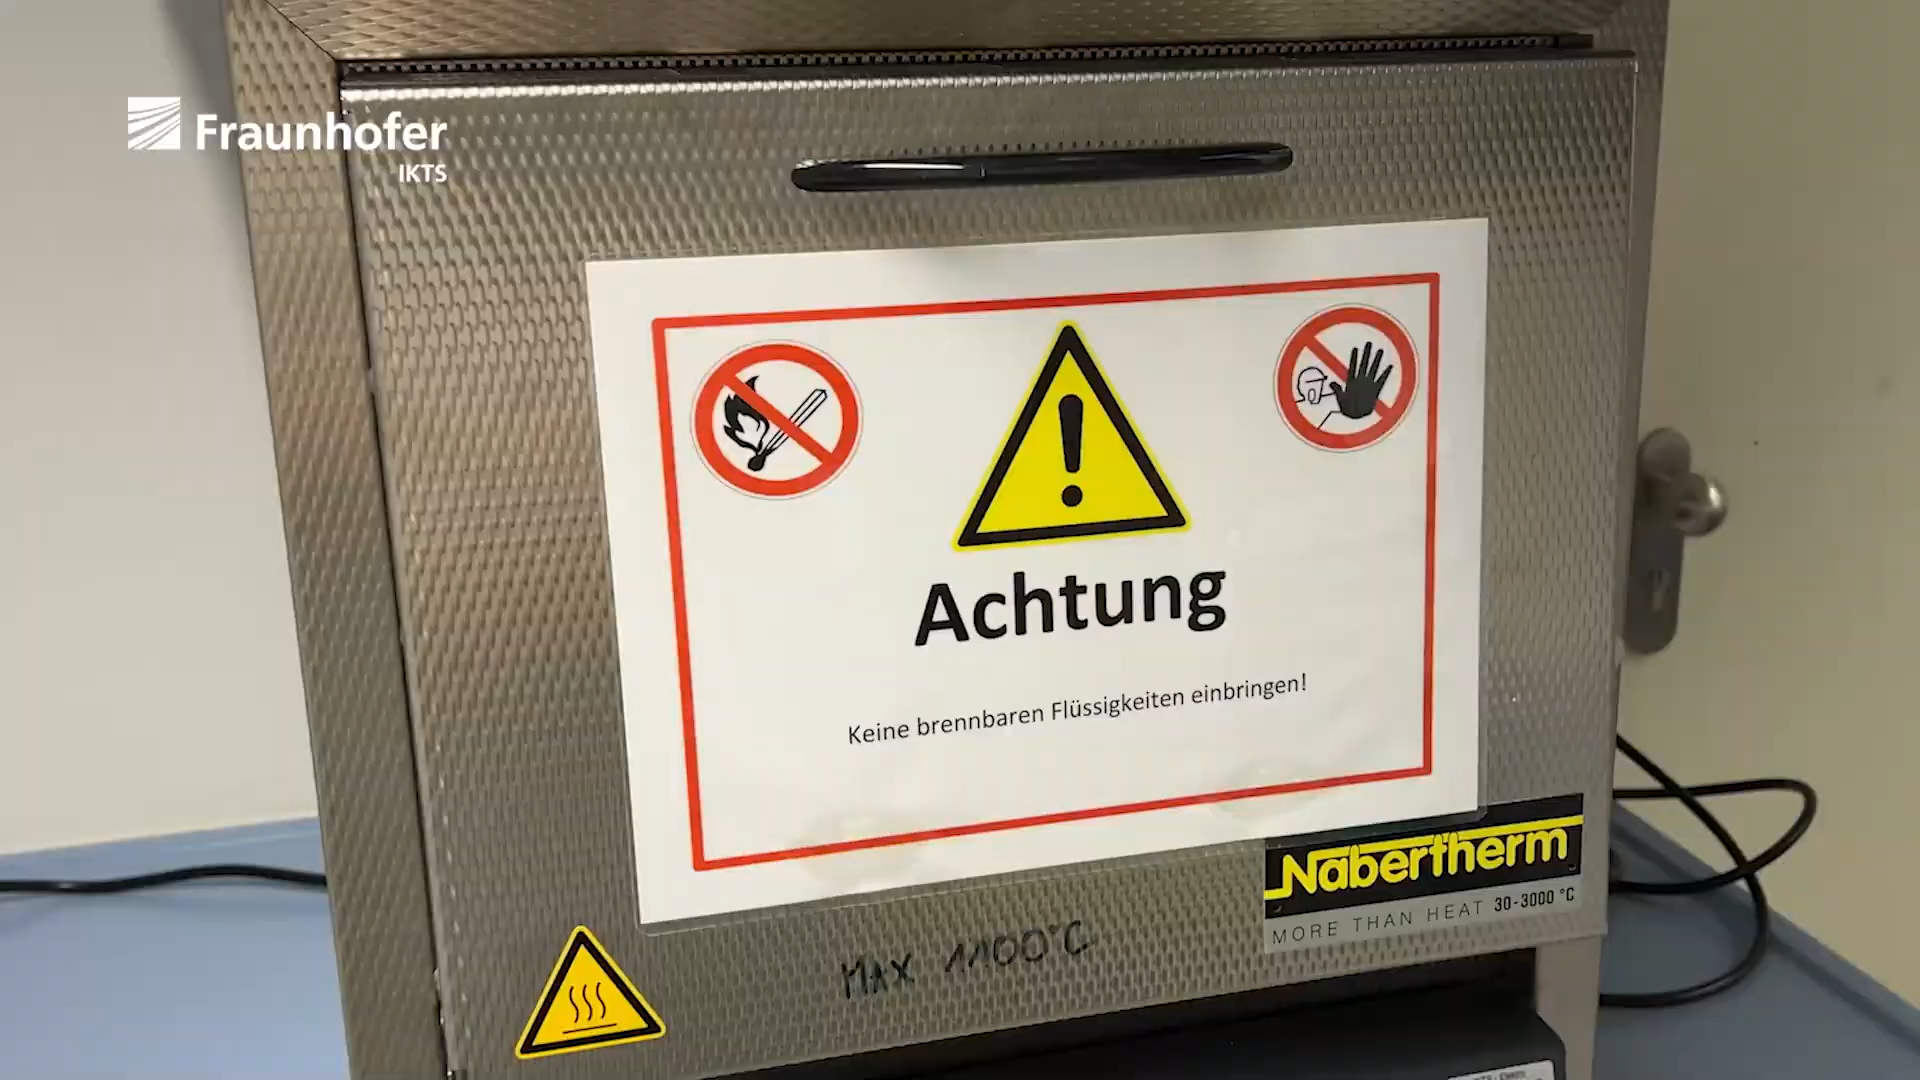 Fraunhofer
IKTS
Achtung
Keine brennbaren Flüssigkeiten einbringen!
Nabertherm
MORE THAN HEAT 30-3000 °C
MAX 1100°C